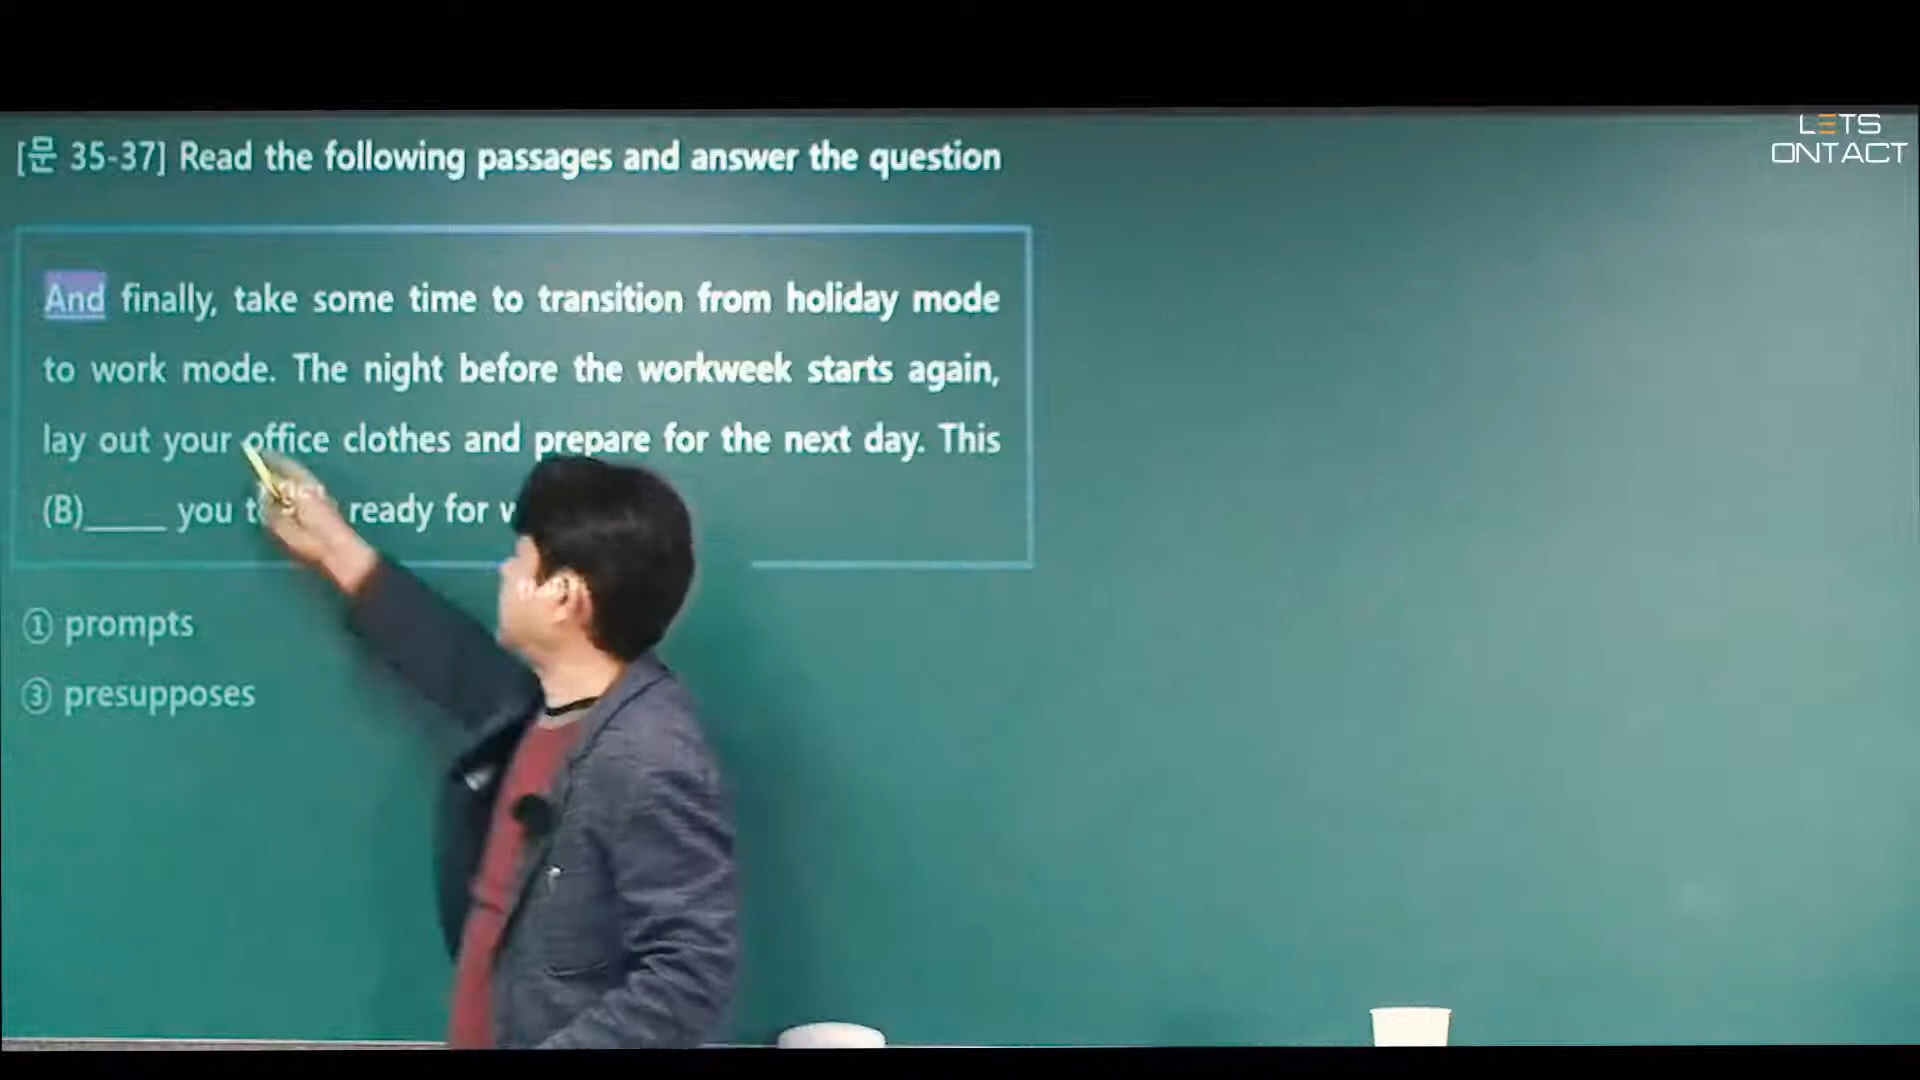 [문 35-37] Read the following passages and answer the question
LETS
ONTACT
And finally, take some time to transition from holiday mode
to work mode. The night before the workweek starts again,
lay out your office clothes and prepare for the next day. This
(B)_____ you ready for
① prompts
③ presupposes